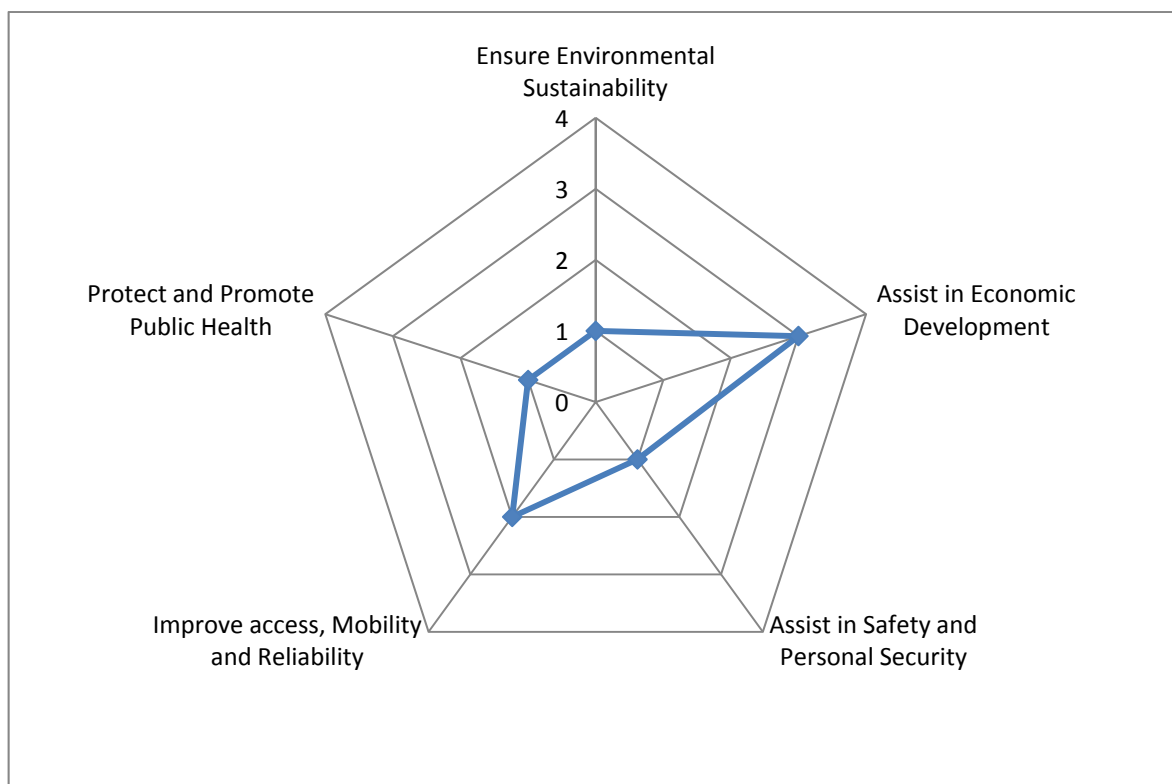 Ensure Environmental
Sustainability
4
3
2
1
0
Protect and Promote
Public Health
Assist in Economic
Development
Improve access, Mobility
and Reliability
Assist in Safety and
Personal Security